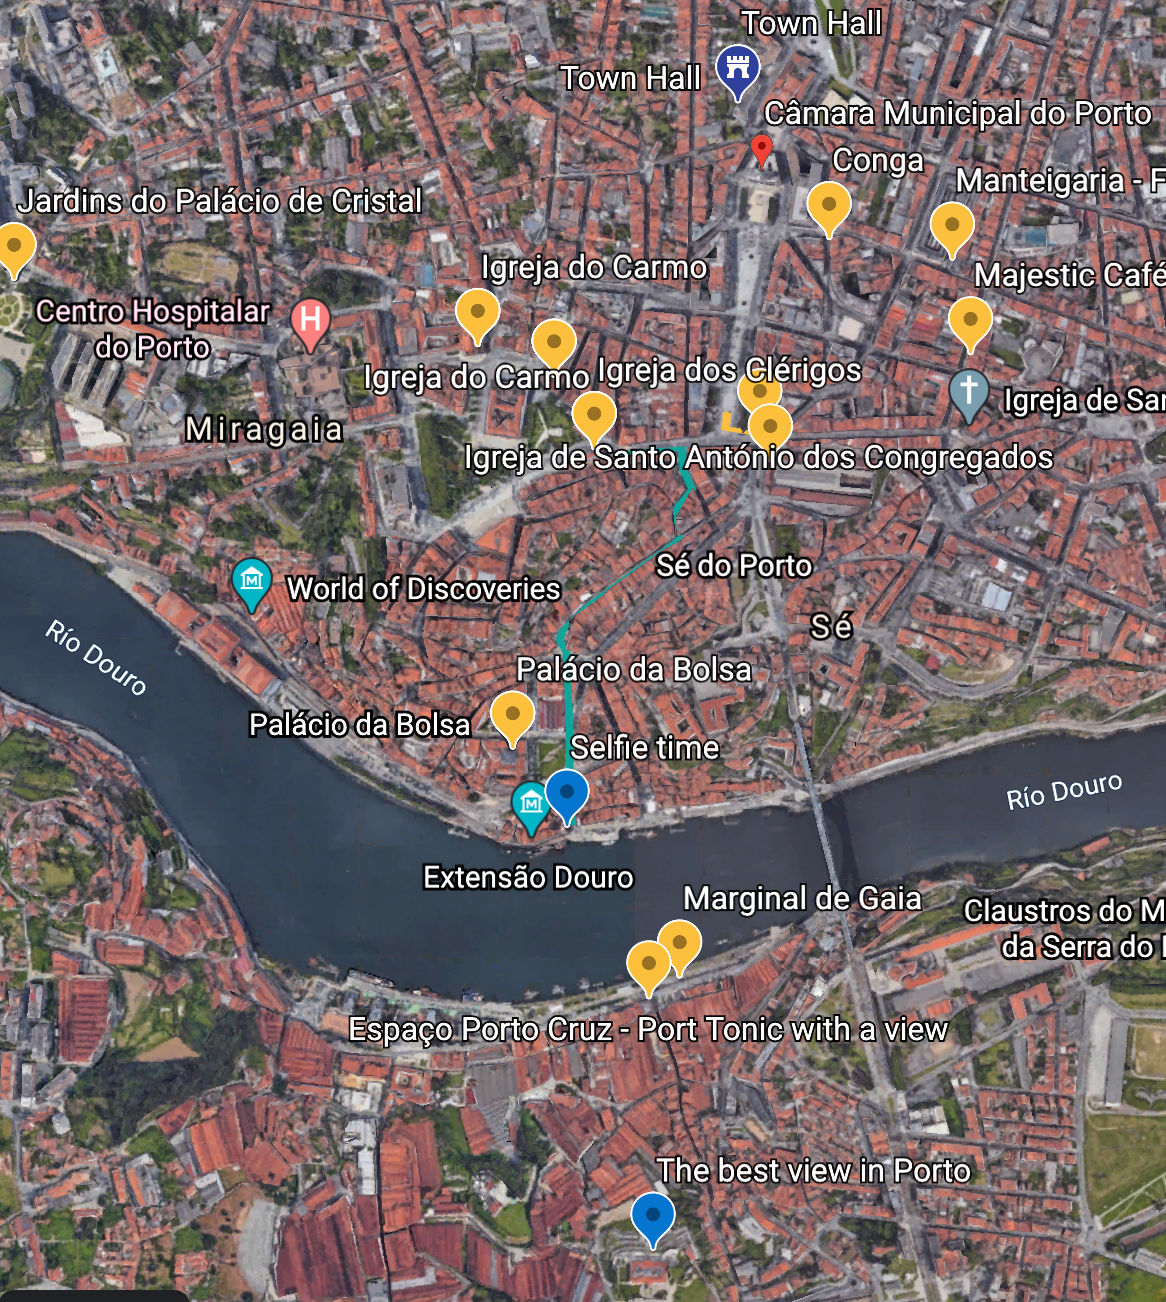 Town Hall
Town Hall
Câmara Municipal do Porto
Conga
Manteigaria - F
Jardins do Palácio de Cristal
Igreja do Carmo
Majestic Café
Centro Hospitalar
do Porto
H
Igreja do Carmo
Igreja dos Clérigos
Igreja de Sar
Miragaia
Igreja de Santo António dos Congregados
Sé do Porto
World of Discoveries
Sé
Río Douro
Palácio da Bolsa
Palácio da Bolsa
Selfie time
Río Douro
Extensão Douro
Marginal de Gaia
Claustros do M
da Serra do
Espaço Porto Cruz - Port Tonic with a view
The best view in Porto